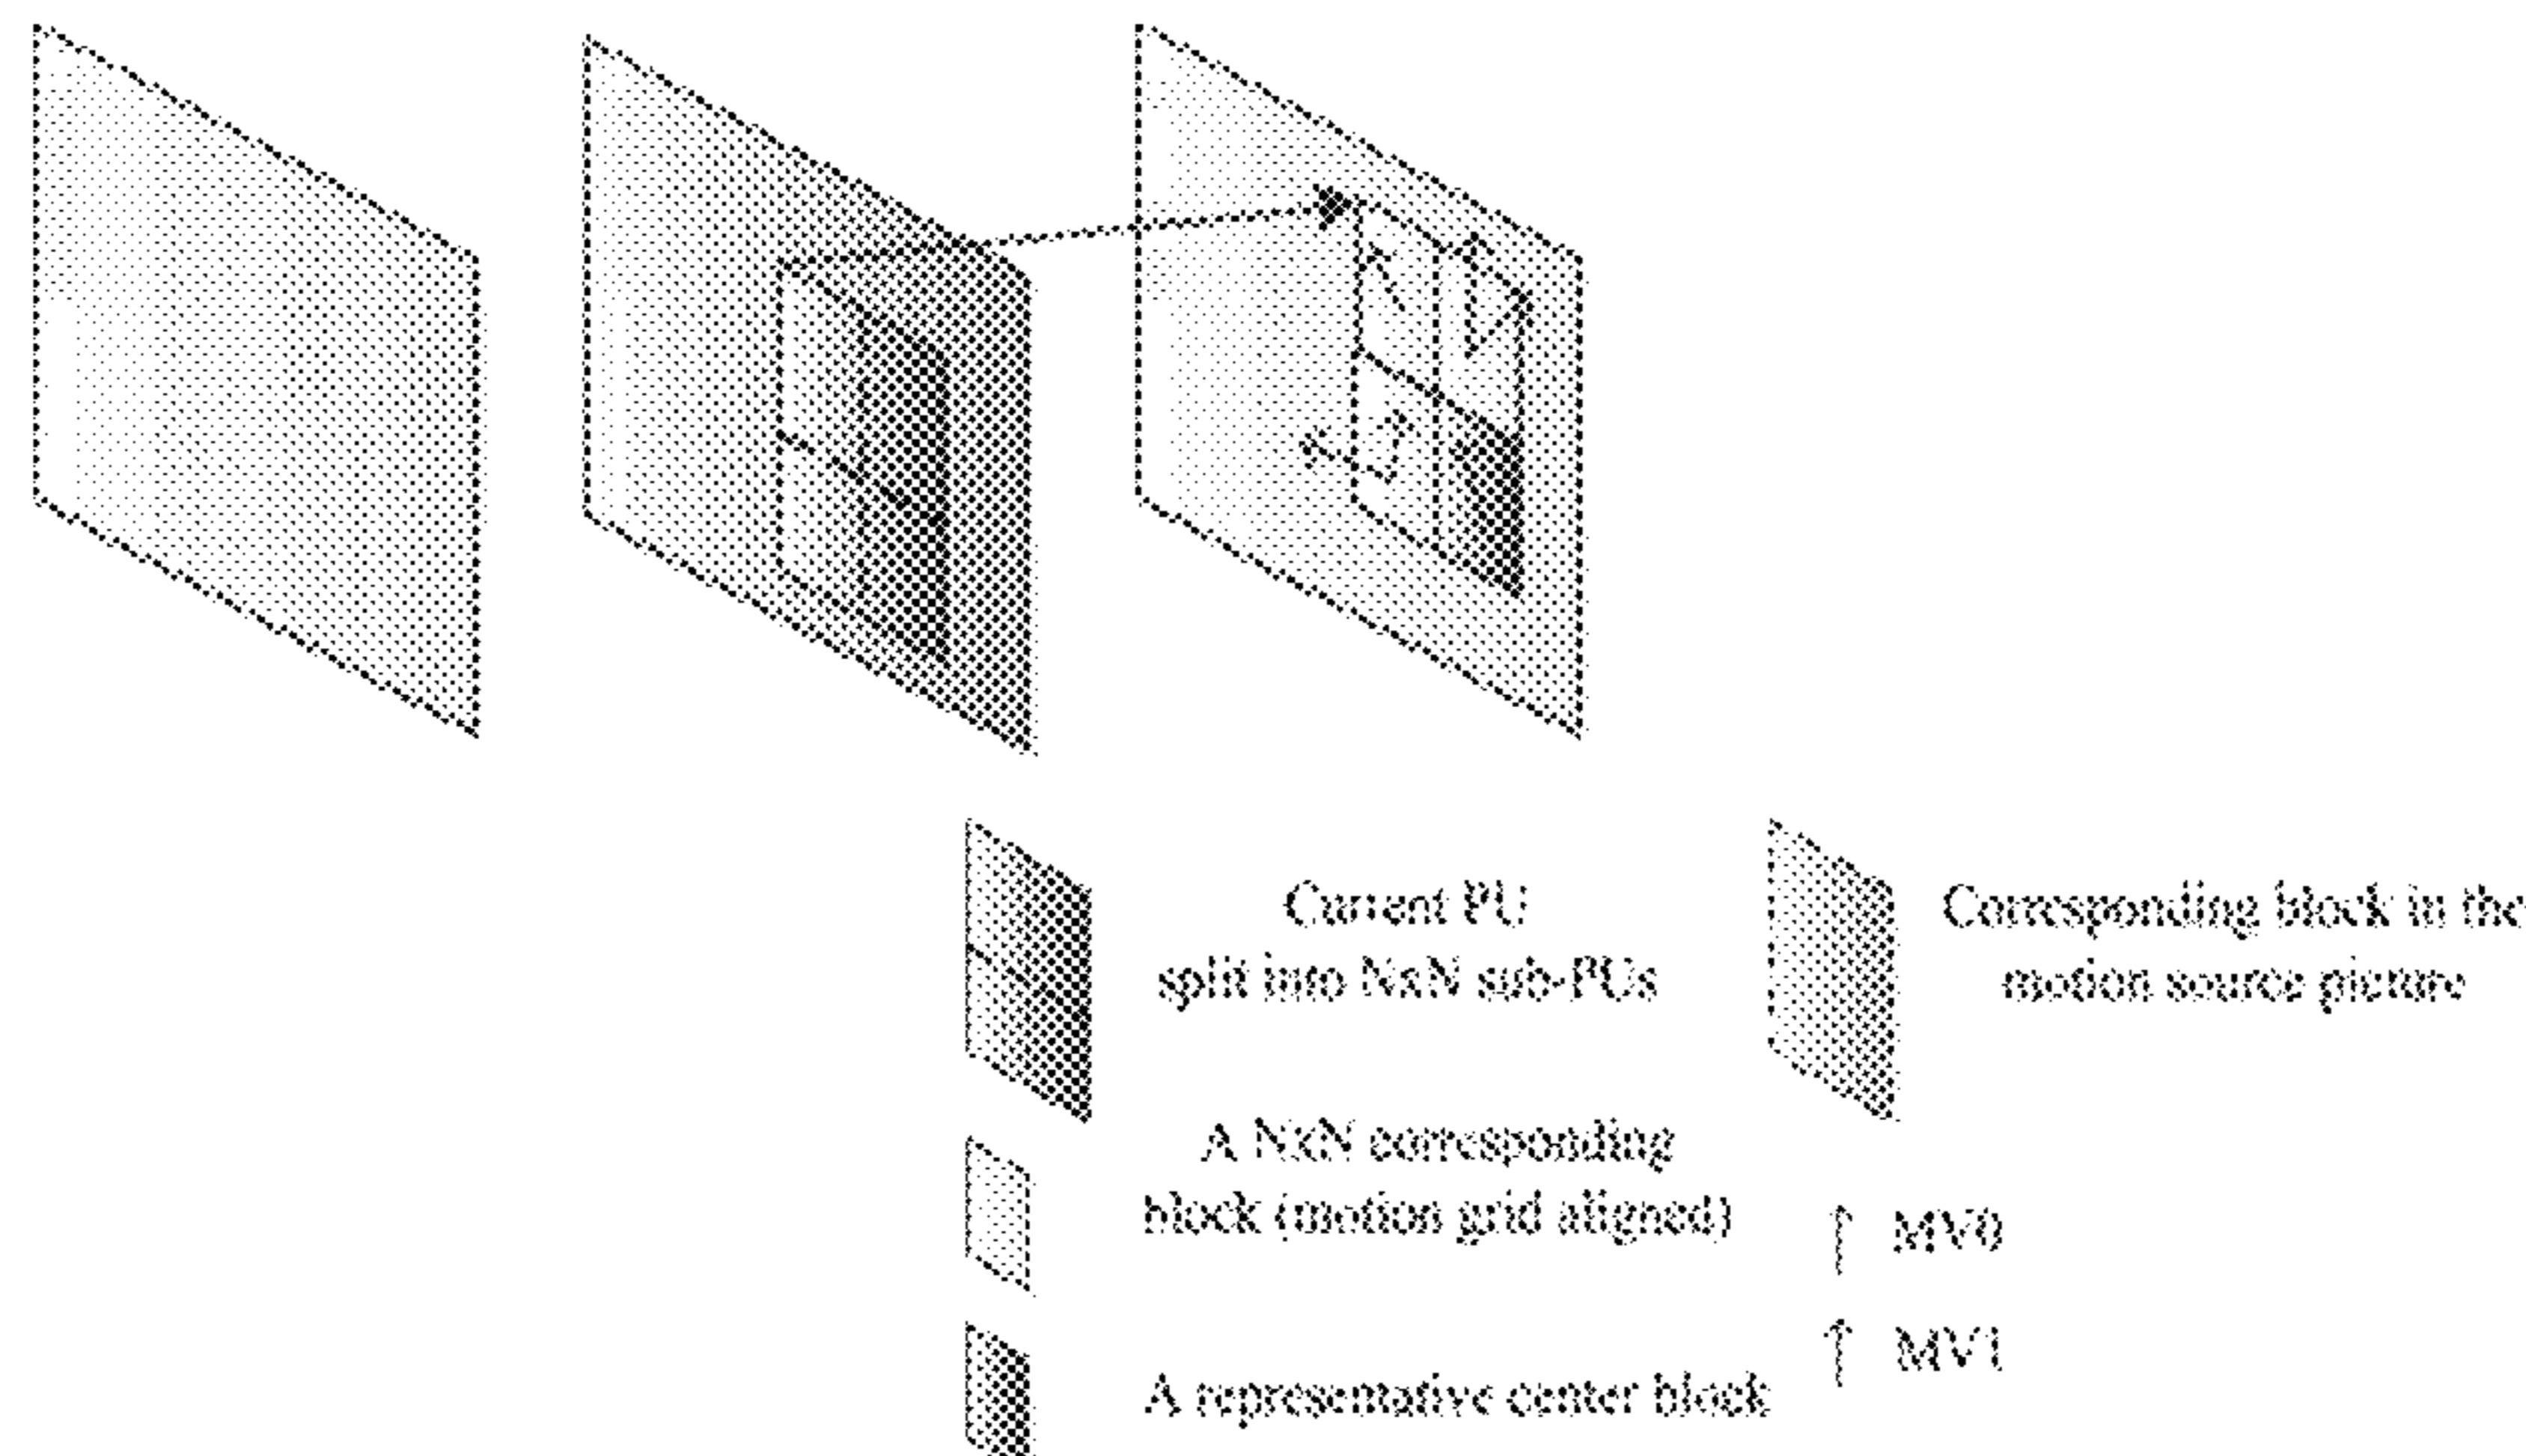 Current PU
split into NxN sub-PUs
Corresponding block in the
motion source picture
A NxN corresponding
block (motion grid aligned)
MV0
MV1
A representative center block